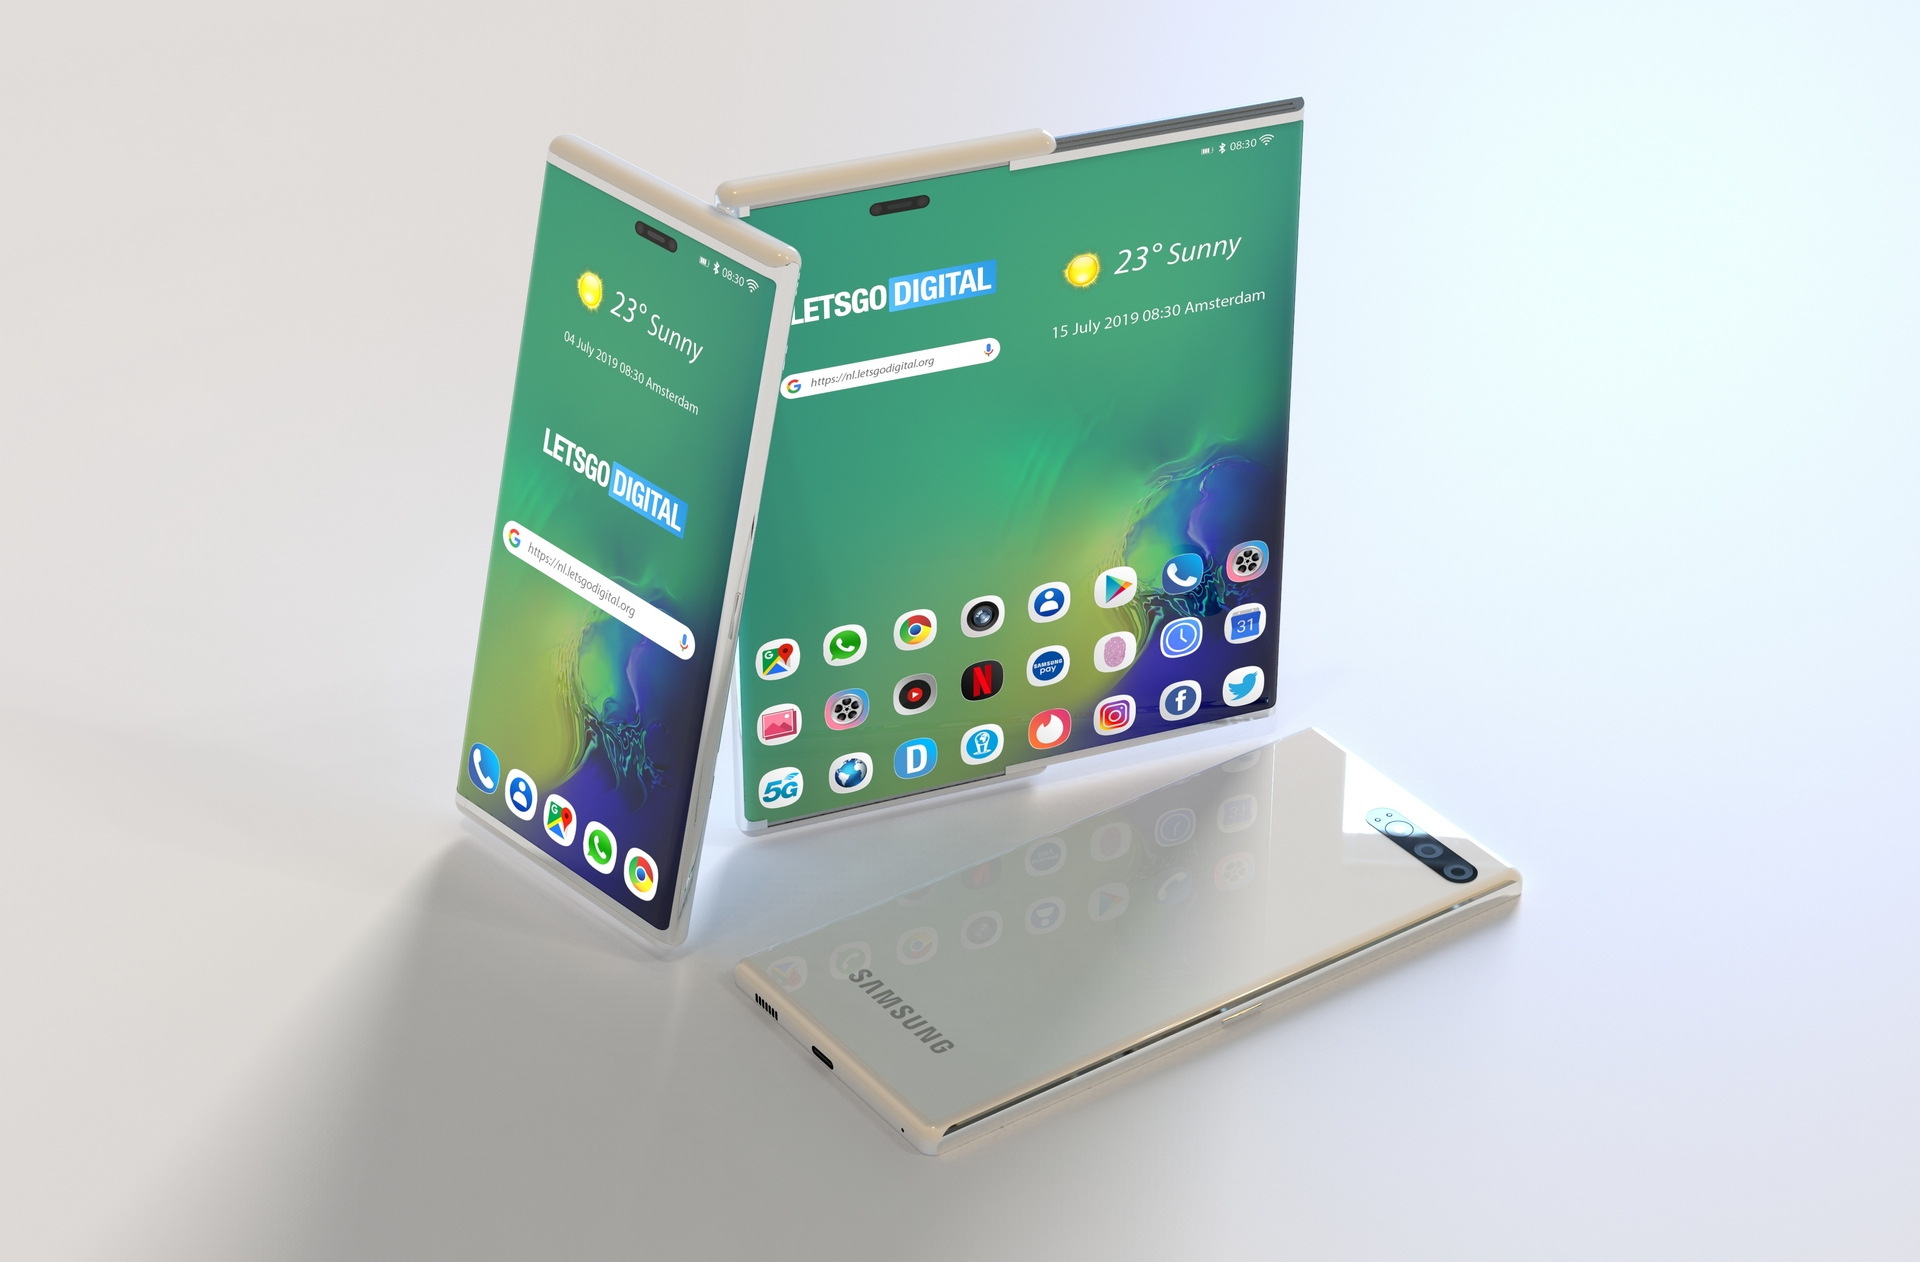 08:30
23° Sunny
04 July 2019 08:30 Amsterdam
LETSGO DIGITAL
https://nl.letsgodigital.org
08:30
23° Sunny
15 July 2019 08:30 Amsterdam
LETSGO DIGITAL
https://nl.letsgodigital.org
31
SAMSUNG pay
N
5G
D
f
SAMSUNG